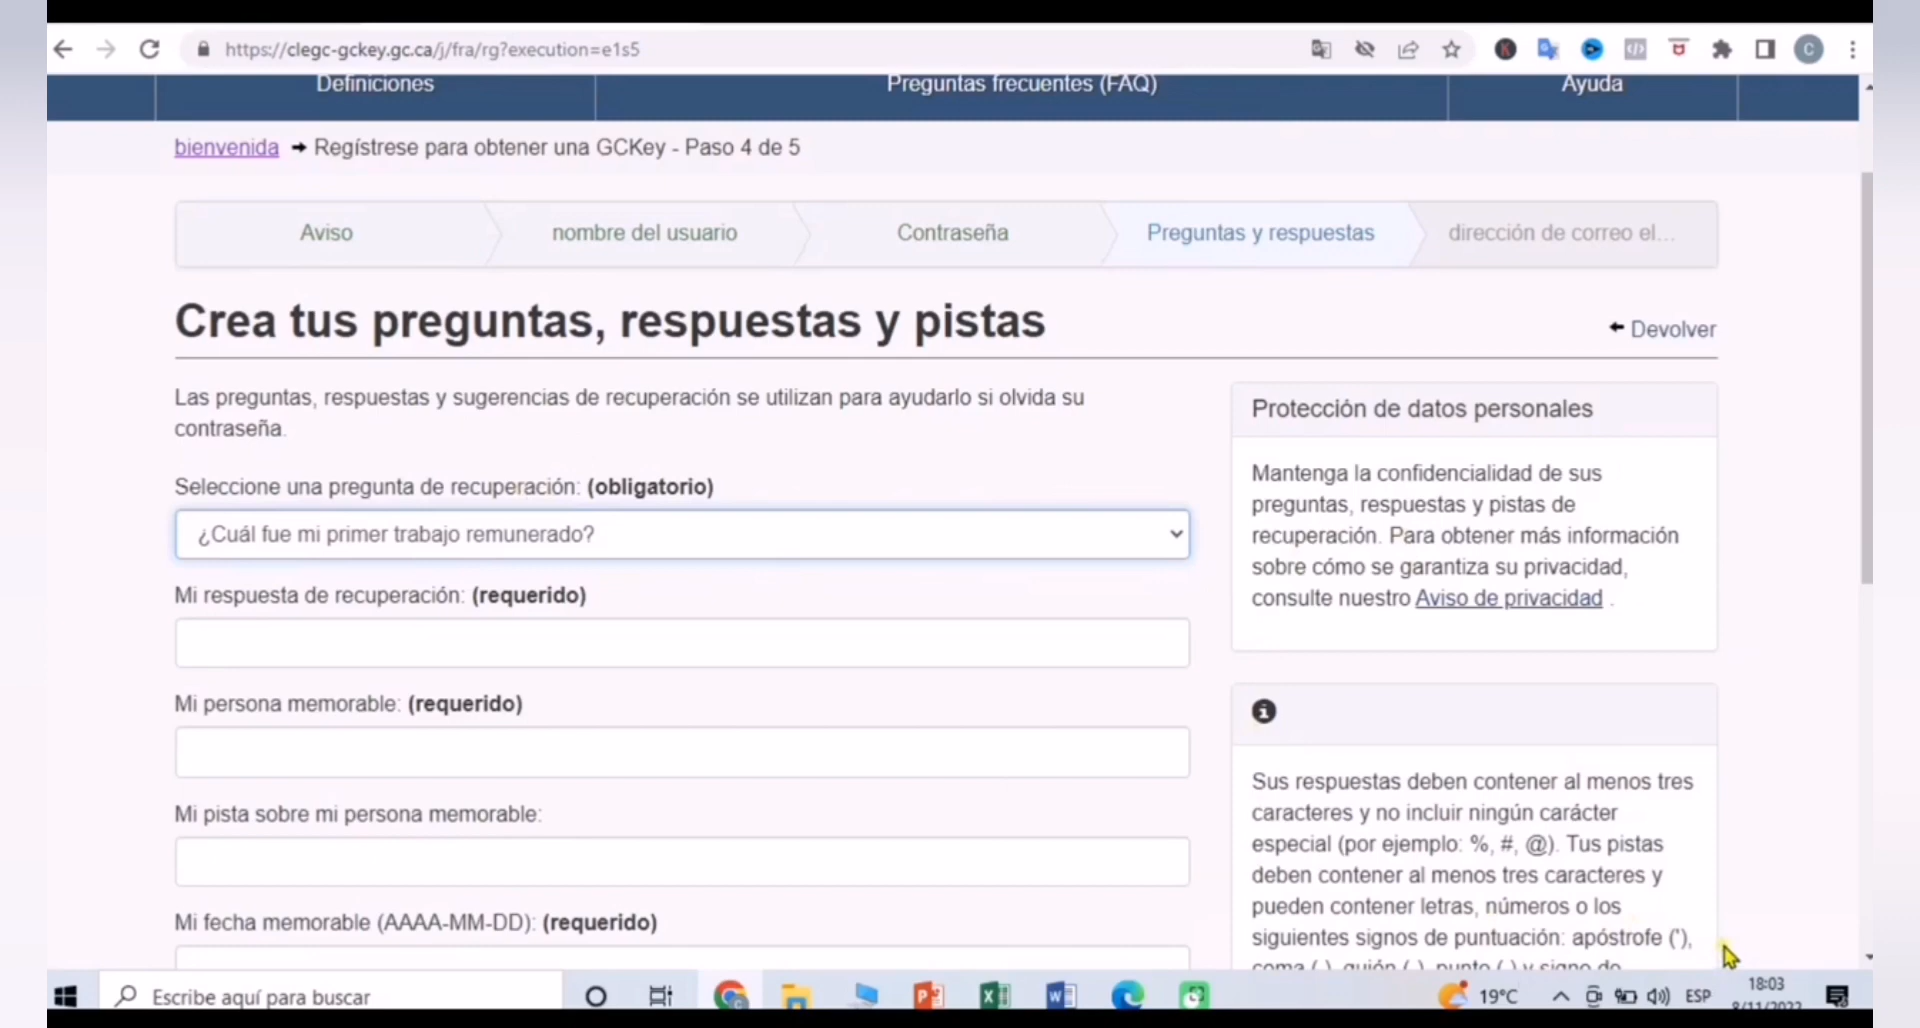 https://clegc-gckey.gc.ca/j/fra/rg?execution=e1s5
C
Definiciones
Preguntas frecuentes (FAQ)
Ayuda
bienvenida → Regístrese para obtener una GCKey - Paso 4 de 5
Aviso
nombre del usuario
Contraseña
Preguntas y respuestas
dirección de correo el...
Crea tus preguntas, respuestas y pistas
← Devolver
Las preguntas, respuestas y sugerencias de recuperación se utilizan para ayudarlo si olvida su
contraseña.
Seleccione una pregunta de recuperación: (obligatorio)
¿Cuál fue mi primer trabajo remunerado?
Mi respuesta de recuperación: (requerido)
Mi persona memorable: (requerido)
Mi pista sobre mi persona memorable:
Mi fecha memorable (AAAA-MM-DD): (requerido)
Protección de datos personales
Mantenga la confidencialidad de sus
preguntas, respuestas y pistas de
recuperación. Para obtener más información
sobre cómo se garantiza su privacidad,
consulte nuestro Aviso de privacidad .
Sus respuestas deben contener al menos tres
caracteres y no incluir ningún carácter
especial (por ejemplo: %, #, @). Tus pistas
deben contener al menos tres caracteres y
pueden contener letras, números o los
siguientes signos de puntuación: apóstrofe ('),
coma (,), guión (-), punto (.) y signo de
Escribe aquí para buscar
19°C
ESP
18:03
8/11/2022